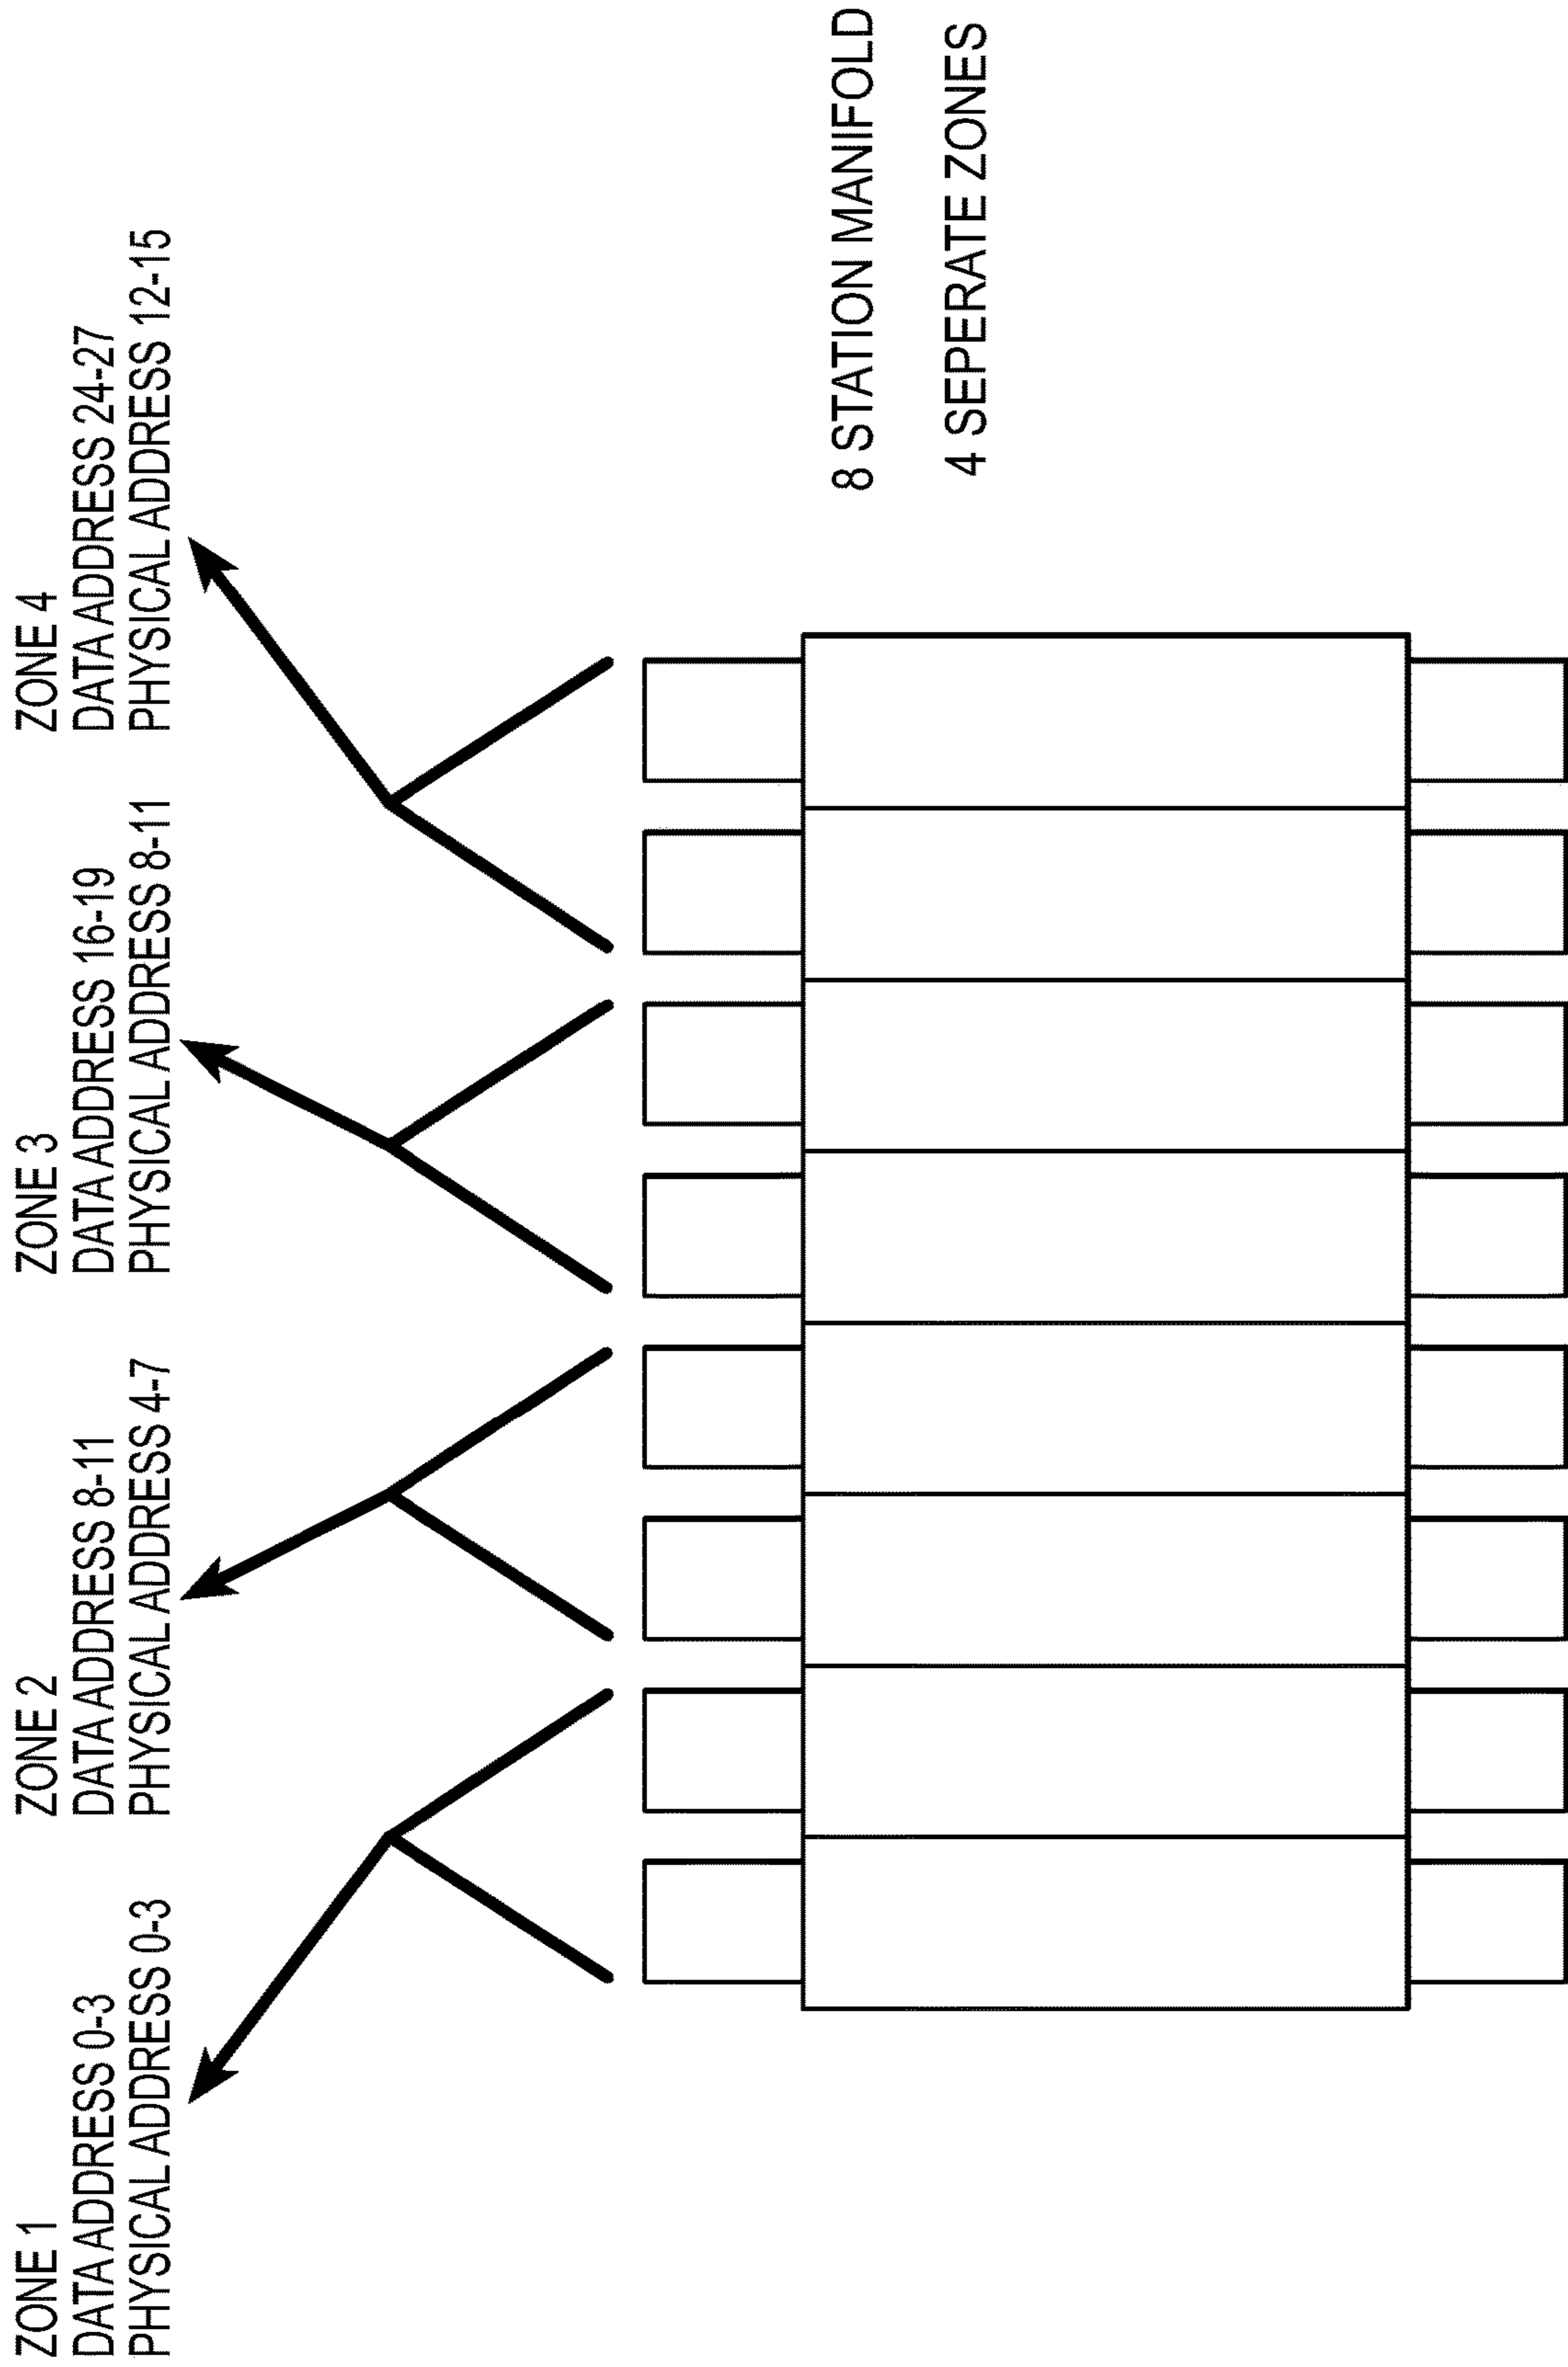 ZONE 1
DATA ADDRESS 0-3
PHYSICAL ADDRESS 0-3
ZONE 2
DATA ADDRESS 8-11
PHYSICAL ADDRESS 4-7
ZONE 3
DATA ADDRESS 16-19
PHYSICAL ADDRESS 8-11
ZONE 4
DATA ADDRESS 24-27
PHYSICAL ADDRESS 12-15
8 STATION MANIFOLD
4 SEPERATE ZONES